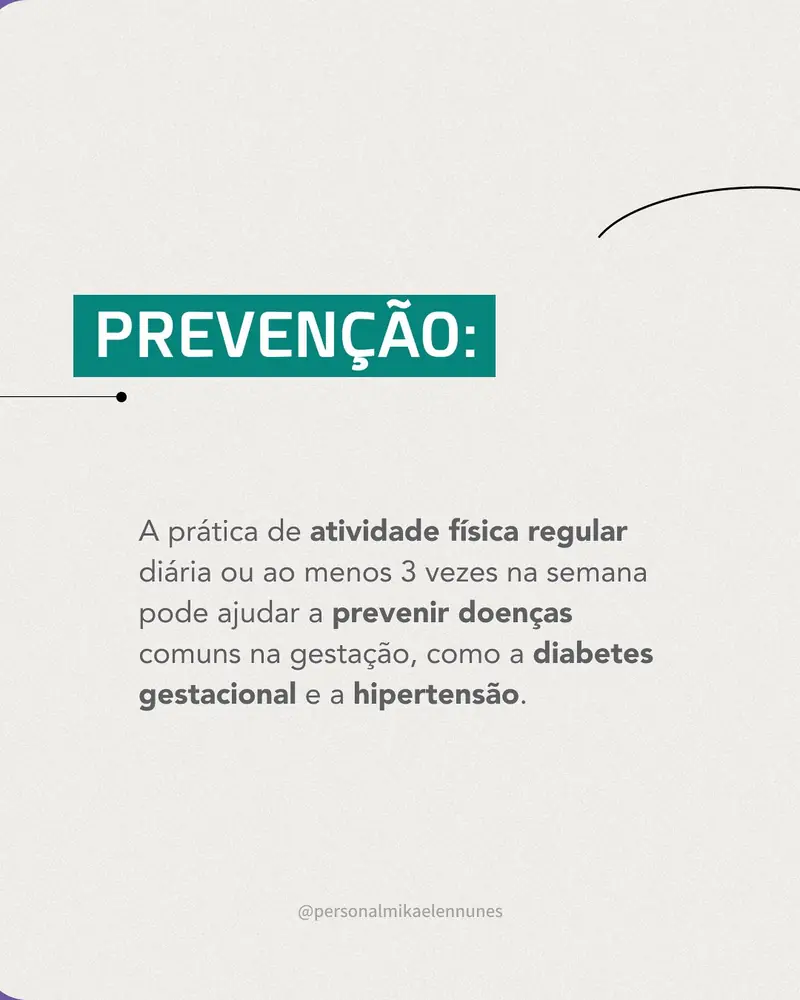 PREVENÇÃO:
A prática de atividade física regular
diária ou ao menos 3 vezes na semana
pode ajudar a prevenir doenças
comuns na gestação, como a diabetes
gestacional e a hipertensão.
@personalmikaelennunes